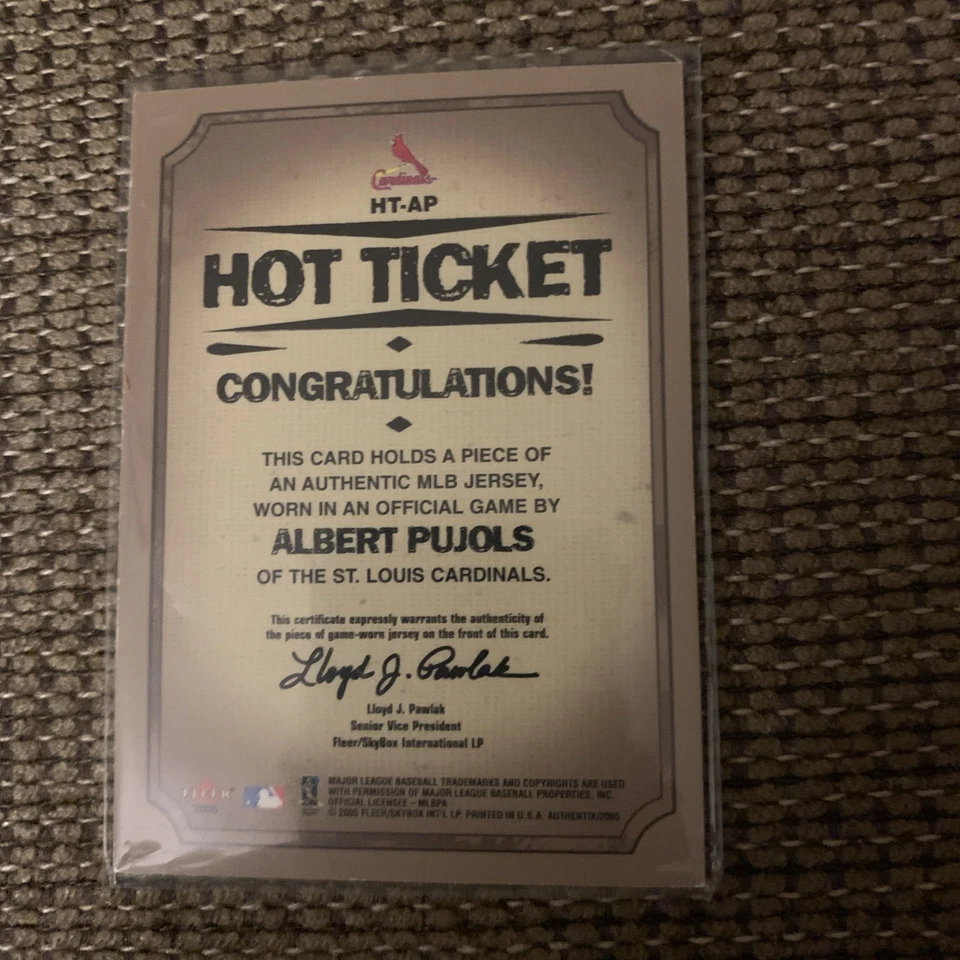 Cardinals
HT-AP
HOT TICKET
CONGRATULATIONS!
THIS CARD HOLDS A PIECE OF
AN AUTHENTIC MLB JERSEY,
WORN IN AN OFFICIAL GAME BY
ALBERT PUJOLS
OF THE ST. LOUIS CARDINALS.
This certificate expressly warrants the authenticity of
the piece of game-worn jersey on the front of this card.
Lloyd J. Pawlak
Lloyd J. Pawlak
Senior Vice President
Fleer/SkyBox International LP
FLEER
2005
MAJOR LEAGUE BASEBALL TRADEMARKS AND COPYRIGHTS ARE USED
WITH PERMISSION OF MAJOR LEAGUE BASEBALL PROPERTIES, INC.
OFFICIAL LICENSEE – MLBPA
© 2005 FLEER/SKYBOX INT'L LP. PRINTED IN U.S.A. AUTHENTIX/2005